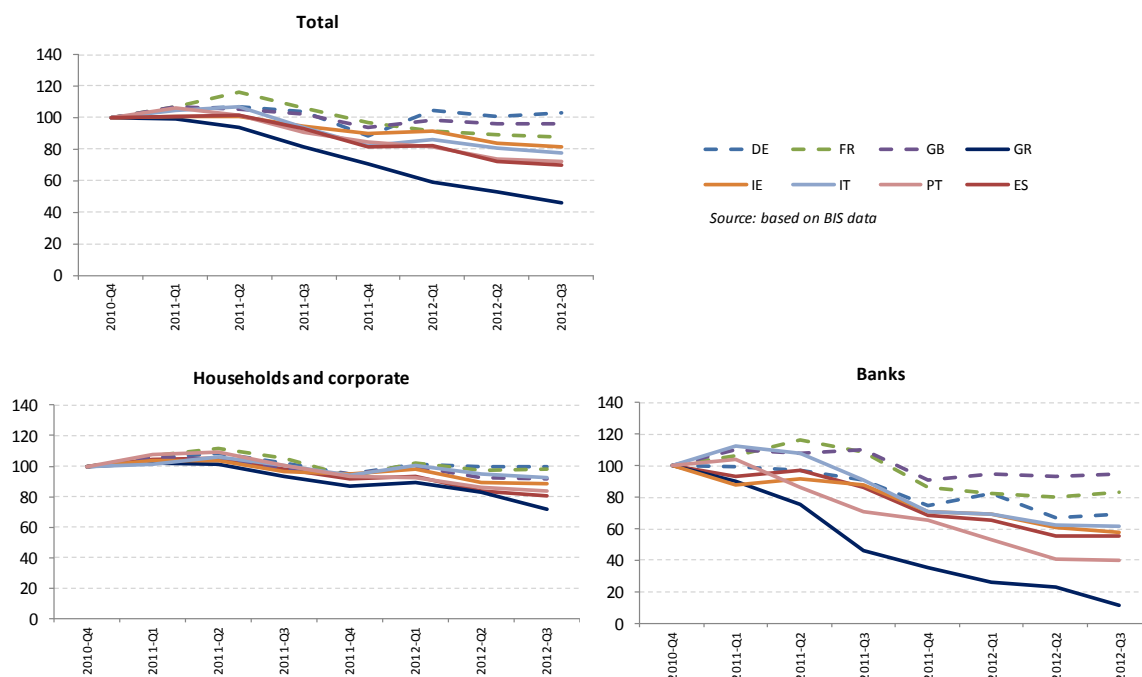 Total
140
120
100
80
60
40
20
0
2010-Q4
2011-Q1
2011-Q2
2011-Q3
2011-Q4
2012-Q1
2012-Q2
2012-Q3
DE FR GB GR
IE IT PT ES
Source: based on BIS data
Households and corporate
140
120
100
80
60
40
20
0
2010-Q4
2011-Q1
2011-Q2
2011-Q3
2011-Q4
2012-Q1
2012-Q2
2012-Q3
Banks
140
120
100
80
60
40
20
0
2010-Q4
2011-Q1
2011-Q2
2011-Q3
2011-Q4
2012-Q1
2012-Q2
2012-Q3